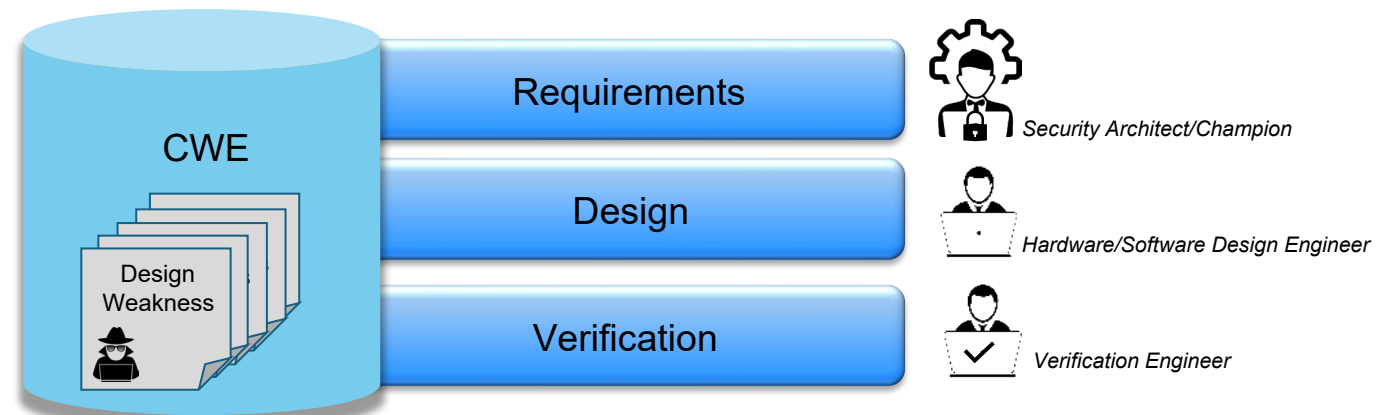 CWE
Design
Weakness
Requirements
Security Architect/Champion
Design
Hardware/Software Design Engineer
Verification
Verification Engineer